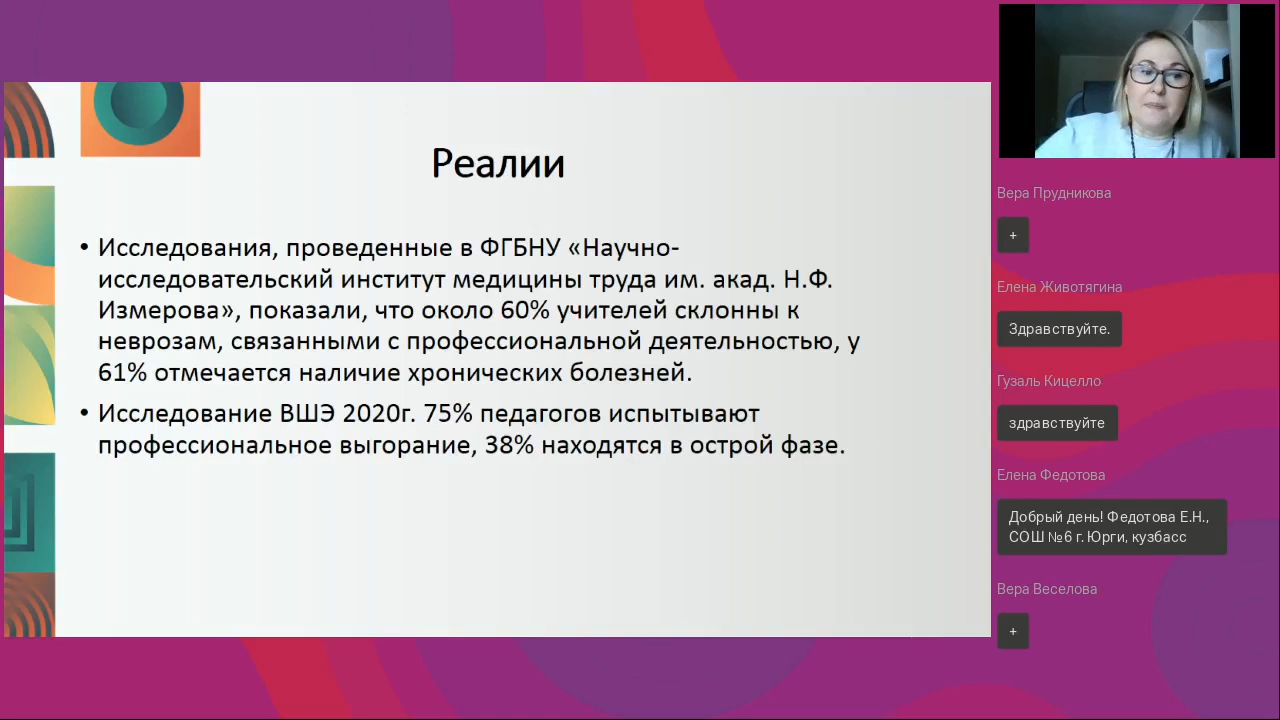 Реалии
• Исследования, проведенные в ФГБНУ «Научно-
исследовательский институт медицины труда им. акад. Н.Ф.
Измерова», показали, что около 60% учителей склонны к
неврозам, связанными с профессиональной деятельностью, у
61% отмечается наличие хронических болезней.
• Исследование ВШЭ 2020г. 75% педагогов испытывают
профессиональное выгорание, 38% находятся в острой фазе.
Вера Прудникова
+
Елена Животягина
Здравствуйте.
Гузаль Кицелло
здравствуйте
Елена Федотова
Добрый день! Федотова Е.Н.,
СОШ №6 г. Юрги, кузбасс
Вера Веселова
+